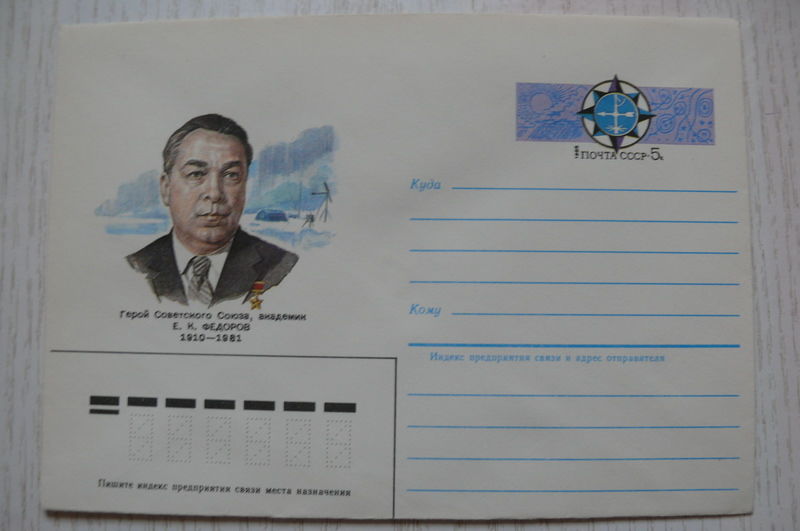 ПОЧТА СССР·5к
Куда
Герой Советского Союза, академик
Е. К. ФЕДОРОВ
1910—1981
Кому
Индекс предприятия связи и адрес отправителя
Пишите индекс предприятия связи места назначения